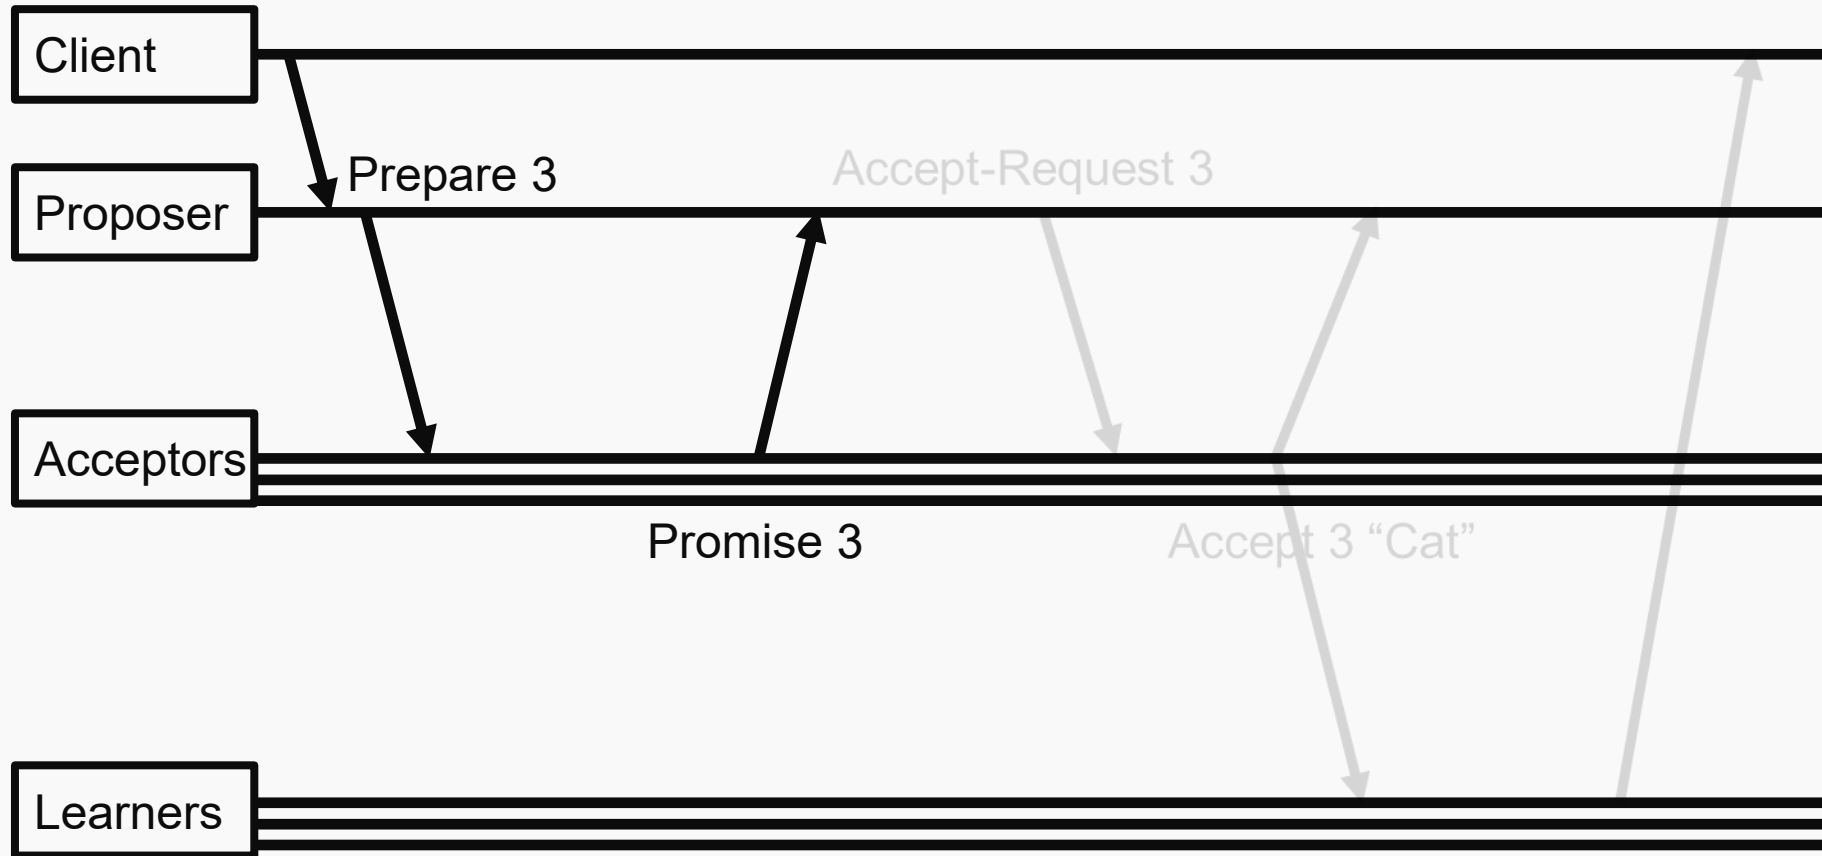 Client
Prepare 3
Accept-Request 3
Proposer
Acceptors
Promise 3
Accept 3 “Cat”
Learners